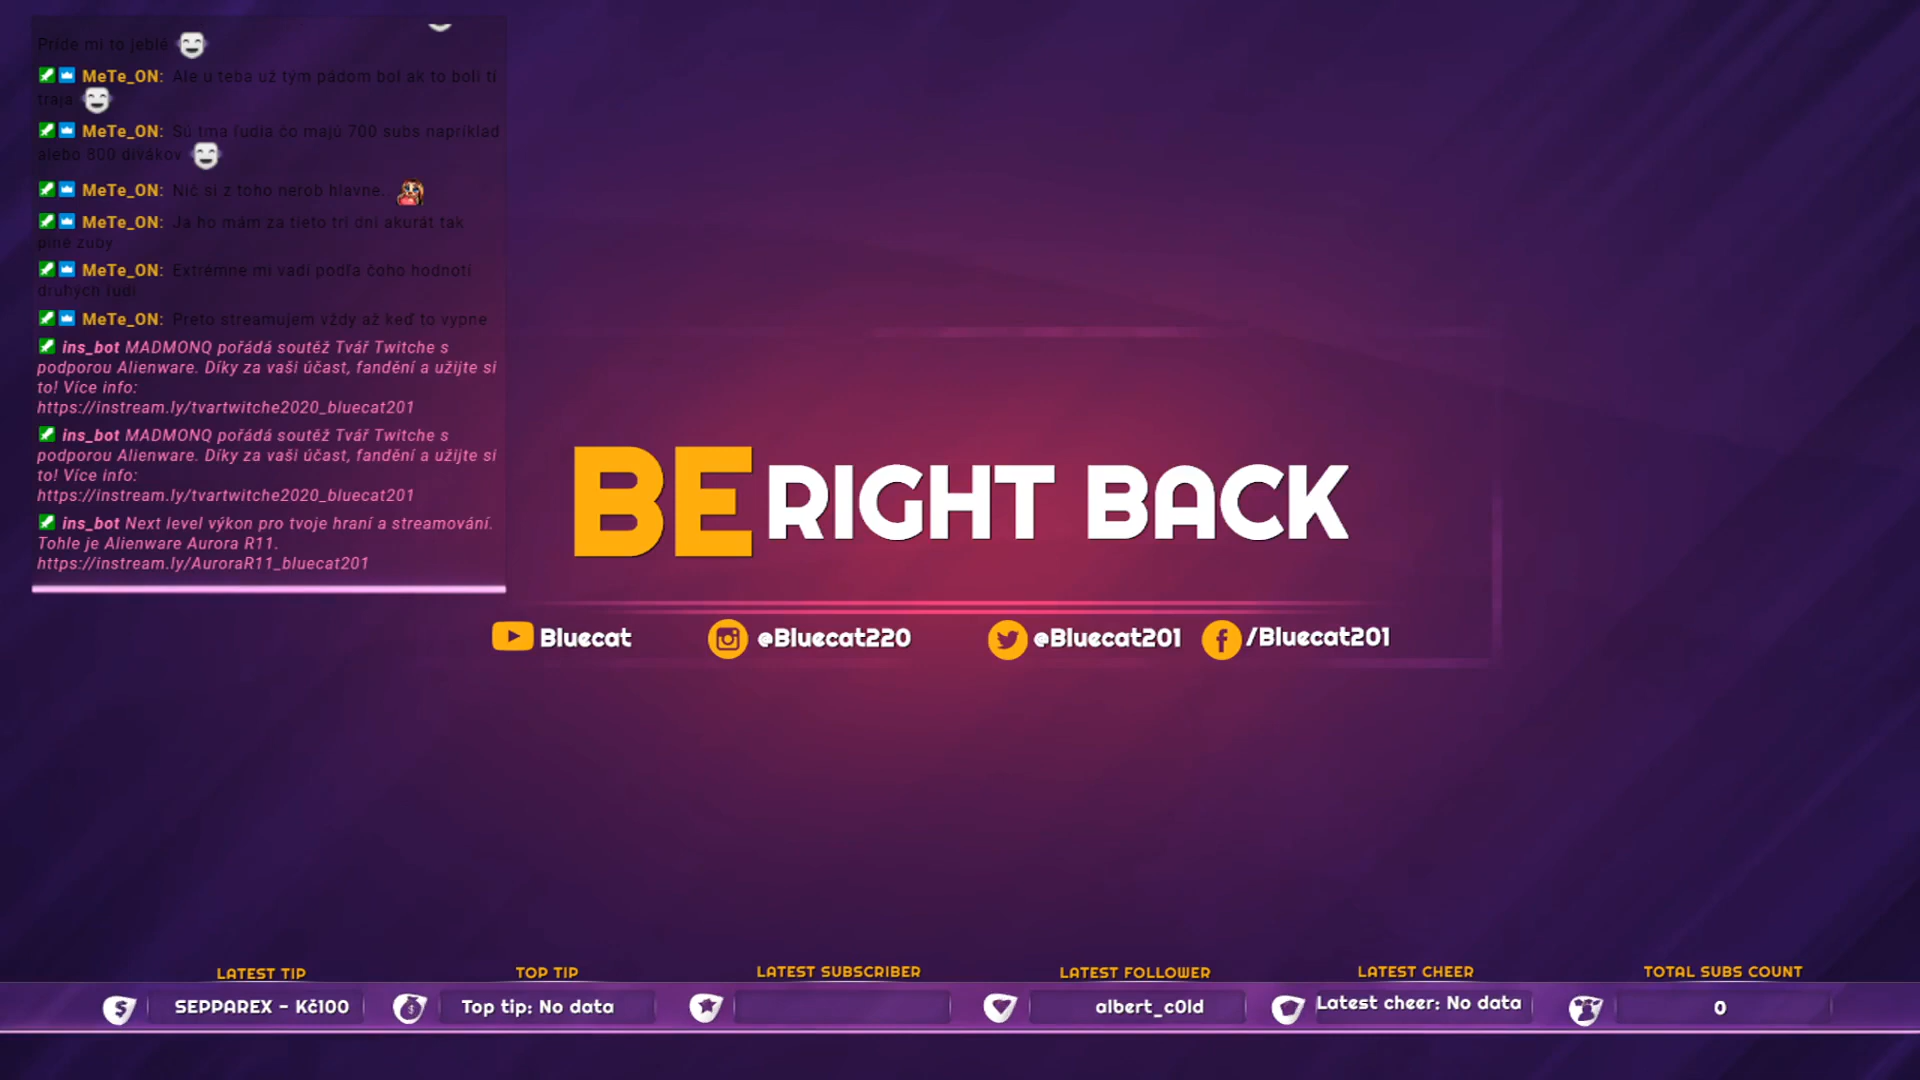 Príde mi to jeblé
MeTe_ON: Ale u teba už tým pádom bol ak to boli tí
traja
MeTe_ON: Sú tma ľudia čo majú 700 subs napríklad
alebo 800 divákov
MeTe_ON: Nič si z toho nerob hlavne..
MeTe_ON: Ja ho mám za tieto tri dni akurát tak
plné zuby
MeTe_ON: Extrémne mi vadí podľa čoho hodnotí
druhých ľudí
MeTe_ON: Preto streamujem vždy až keď to vypne
ins_bot MADMONQ pořádá soutěž Tvář Twitche s
podporou Alienware. Díky za vaši účast, fandění a užijte si
to! Více info:
https://instream.ly/tvartwitche2020_bluecat201
ins_bot MADMONQ pořádá soutěž Tvář Twitche s
podporou Alienware. Díky za vaši účast, fandění a užijte si
to! Více info:
https://instream.ly/tvartwitche2020_bluecat201
ins_bot Next level výkon pro tvoje hraní a streamování.
Tohle je Alienware Aurora R11.
https://instream.ly/AuroraR11_bluecat201
BE RIGHT BACK
Bluecat @Bluecat220 @Bluecat201 /Bluecat201
LATEST TIP TOP TIP LATEST SUBSCRIBER LATEST FOLLOWER LATEST CHEER TOTAL SUBS COUNT
SEPPAREX - Kč100 Top tip: No data albert_c0ld Latest cheer: No data 0